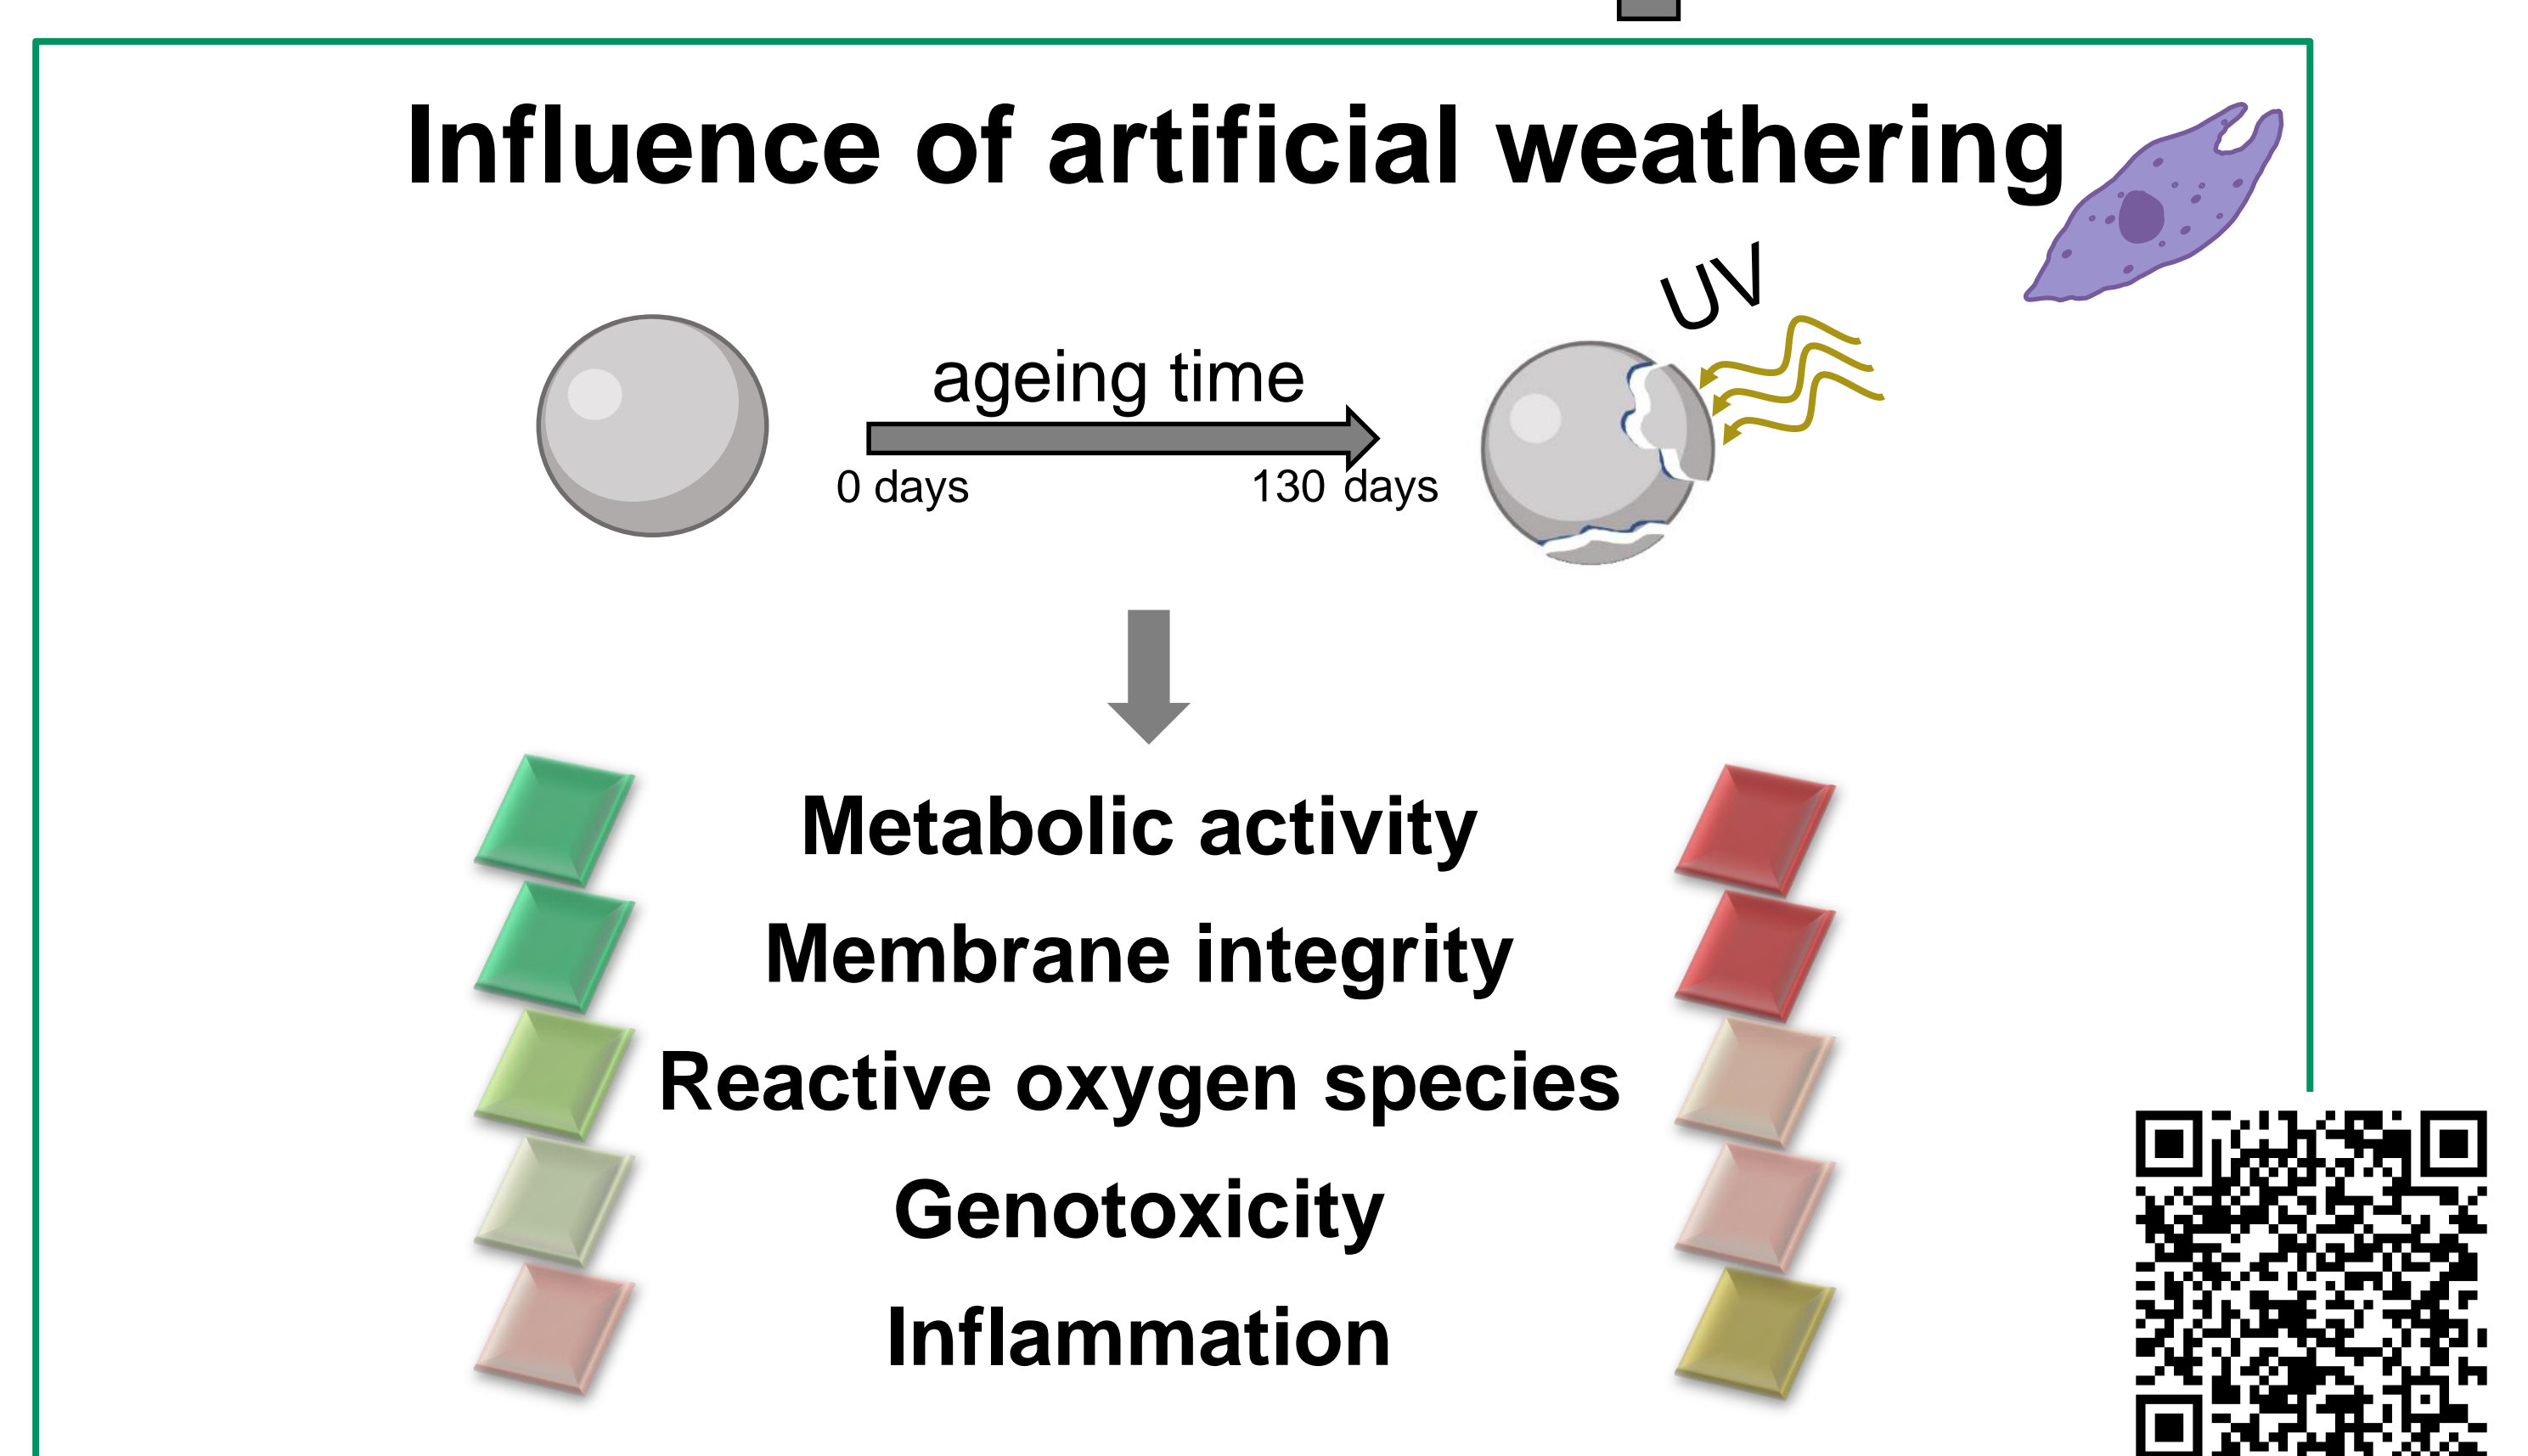 Influence of artificial weathering
UV
ageing time
0 days 130 days
Metabolic activity
Membrane integrity
Reactive oxygen species
Genotoxicity
Inflammation